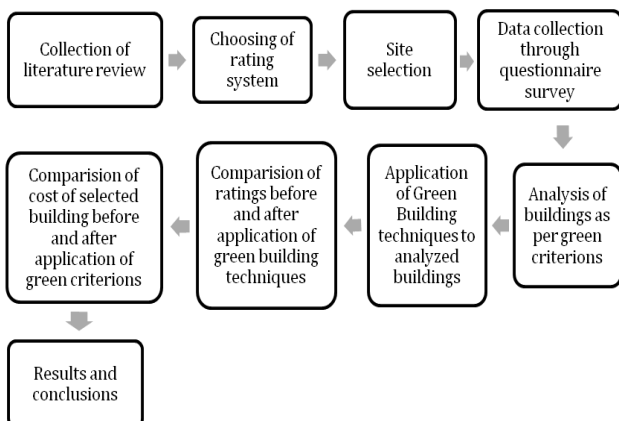 Collection of
literature review
Choosing of
rating
system
Site
selection
Data collection
through
questionnaire
survey
Analysis of
buildings as
per green
criterions
Application
of Green
Building
techniques to
analyzed
buildings
Comparision of
ratings before
and after
application of
green building
techniques
Comparision of
cost of selected
building before
and after
application of
green criterions
Results and
conclusions